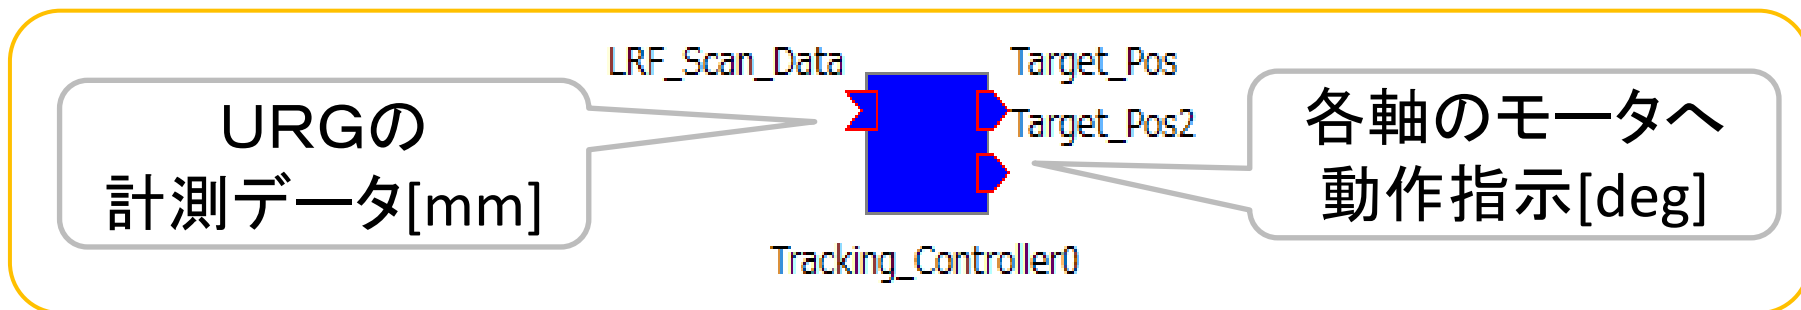 LRF_Scan_Data
Target_Pos
Target_Pos2
URGの
計測データ[mm]
各軸のモータへ
動作指示[deg]
Tracking_Controller0